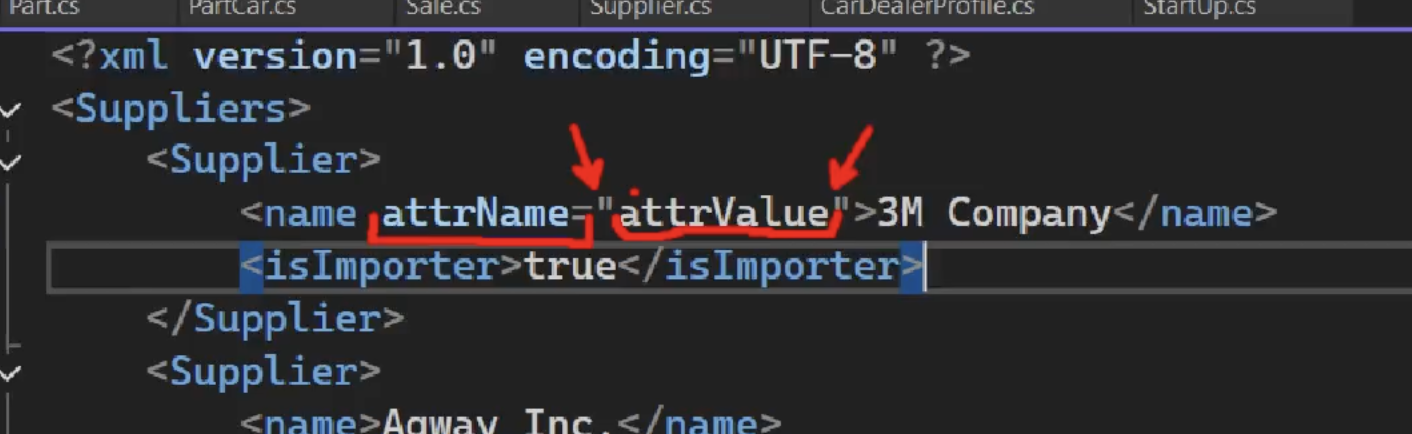 Part.cs PartCar.cs Sale.cs Supplier.cs CarDealerProfile.cs StartUp.cs
<?xml version="1.0" encoding="UTF-8" ?>
<Suppliers>
<Supplier>
<name attrName="attrValue">3M Company</name>
<isImporter>true</isImporter>
</Supplier>
<Supplier>
<name>Agway Inc.</name>